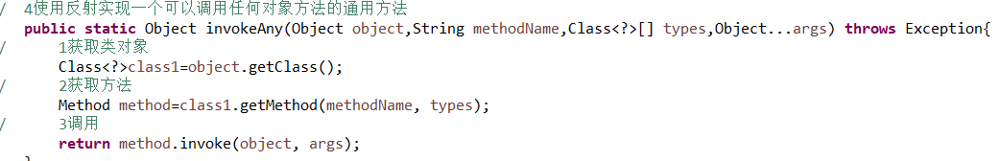 / 4使用反射实现一个可以调用任何对象方法的通用方法
public static Object invokeAny(Object object,String methodName,Class<?>[] types,Object...args) throws Exception{
/ 1获取类对象
Class<?>class1=object.getClass();
/ 2获取方法
Method method=class1.getMethod(methodName, types);
/ 3调用
return method.invoke(object, args);